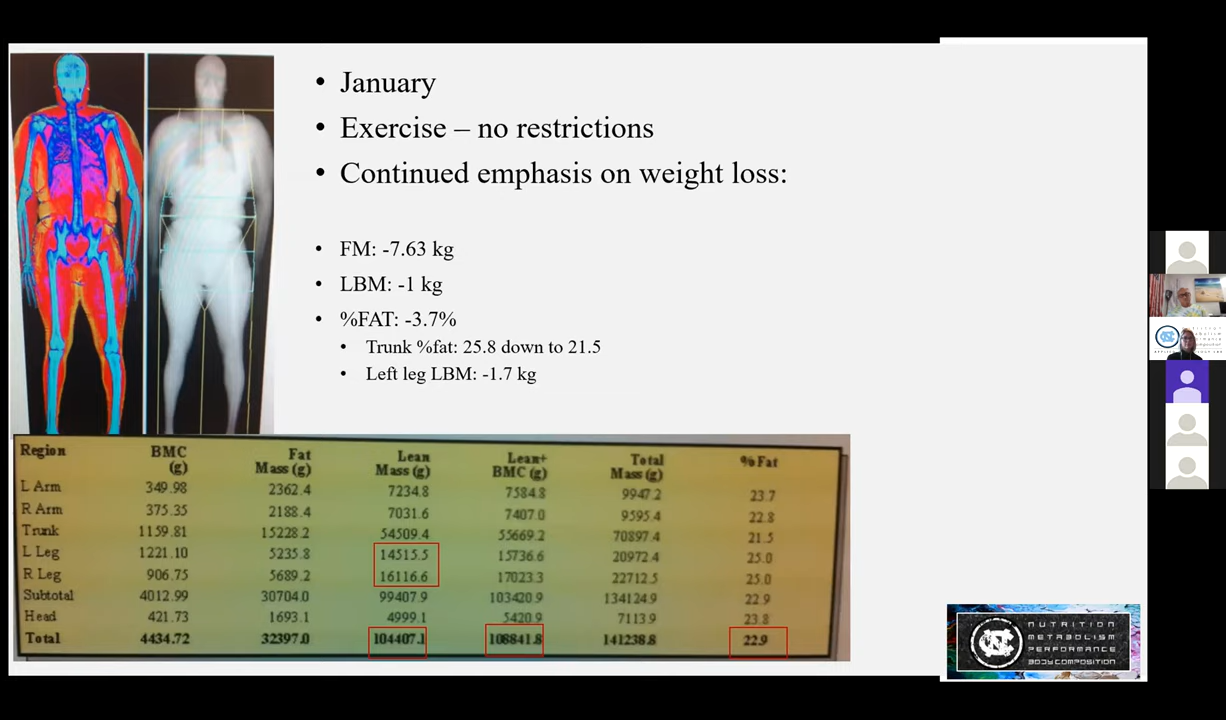 • January
• Exercise – no restrictions
• Continued emphasis on weight loss:
• FM: -7.63 kg
• LBM: -1 kg
• %FAT: -3.7%
• Trunk %fat: 25.8 down to 21.5
• Left leg LBM: -1.7 kg
Region BMC (g) Fat Mass (g) Lean Mass (g) Lean+ BMC (g) Total Mass (g) % Fat
L Arm 349.98 2362.4 7234.8 7584.8 9947.2 23.7
R Arm 375.35 2188.4 7031.6 7407.0 9595.4 22.8
Trunk 1159.81 15228.2 54509.4 55669.2 70897.4 21.5
L Leg 1221.10 5235.8 14515.5 15736.6 20972.4 25.0
R Leg 906.75 5689.2 16116.6 17023.3 22712.5 25.0
Subtotal 4012.99 30704.0 99407.9 103420.9 134124.9 22.9
Head 421.73 1693.1 4999.1 5420.9 7113.9 23.8
Total 4434.72 32397.0 104407.1 108841.8 141238.8 22.9
NUTRITION
METABOLISM
PERFORMANCE
BODY COMPOSITION